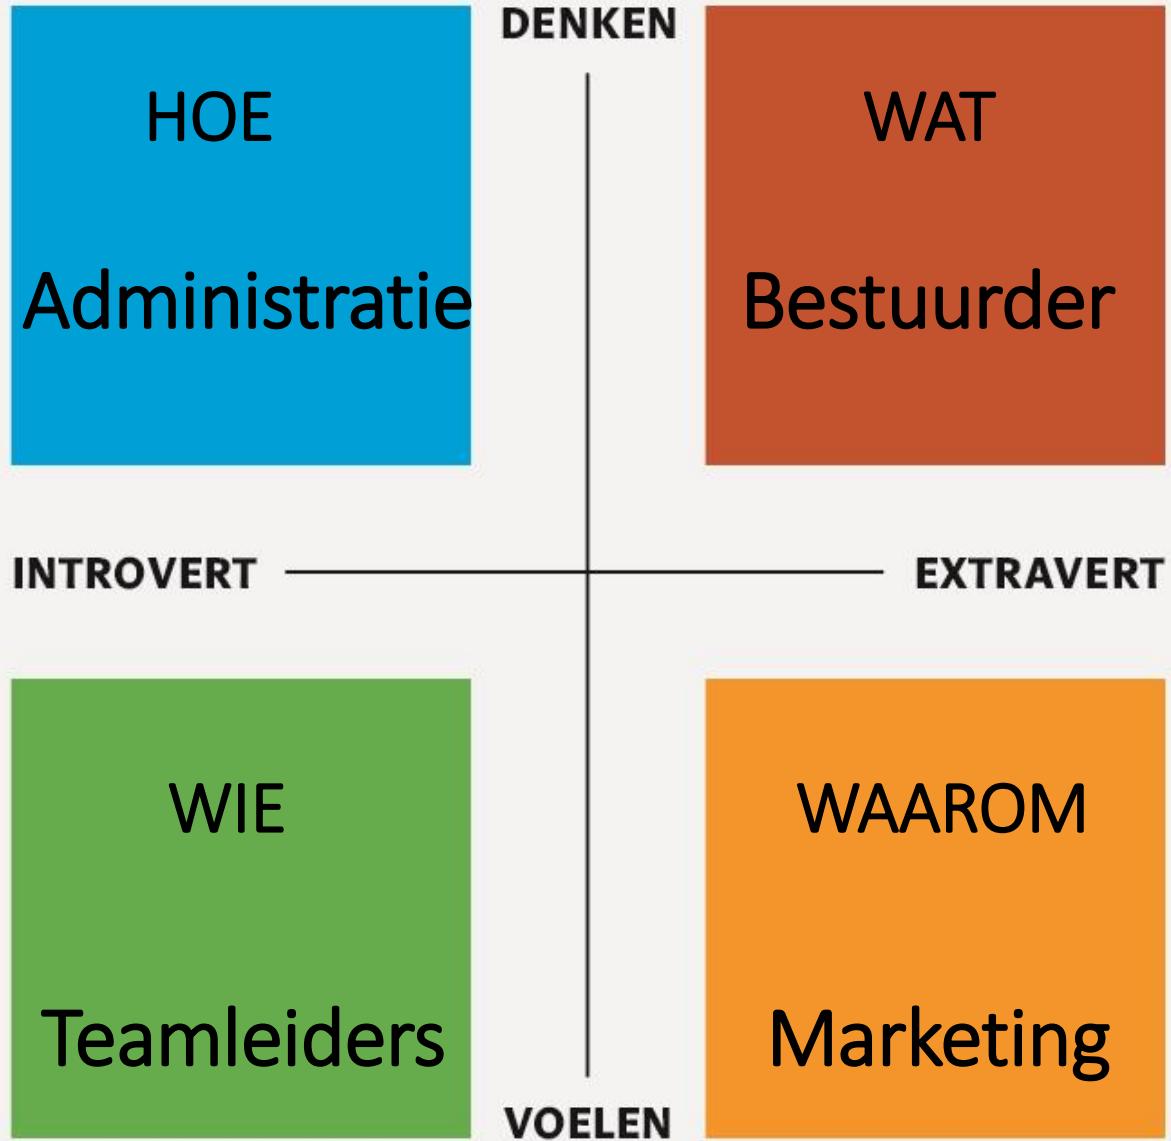 DENKEN
HOE
Administratie
WAT
Bestuurder
INTROVERT
EXTRAVERT
WIE
Teamleiders
WAAROM
Marketing
VOELEN